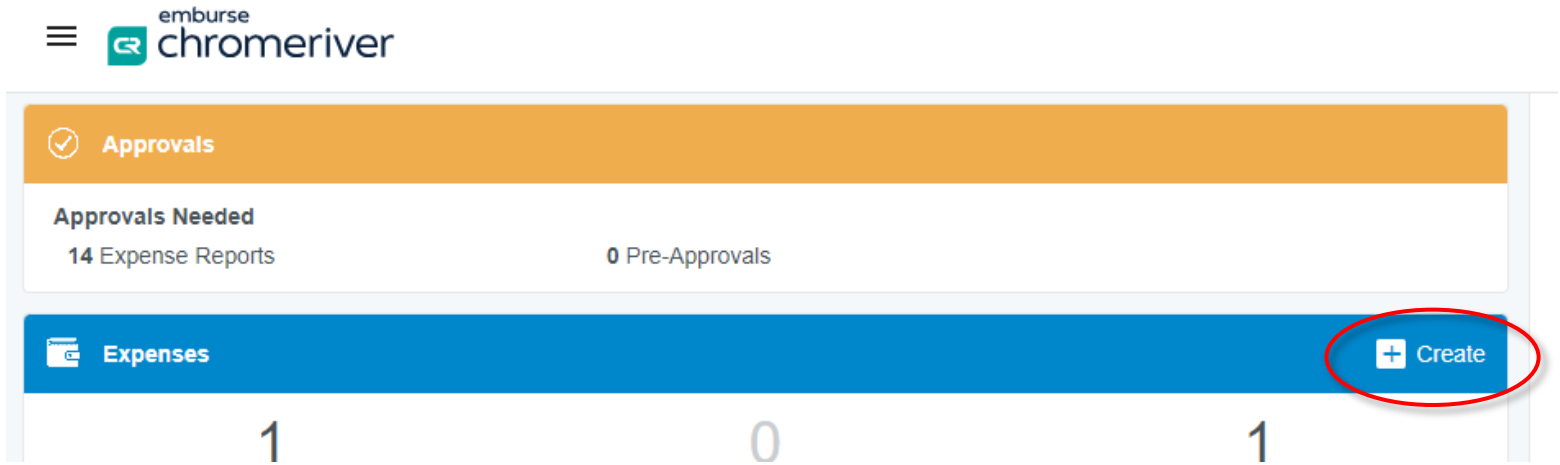 emburse
chromeriver
Approvals
Approvals Needed
14 Expense Reports 0 Pre-Approvals
Expenses + Create
1 0 1